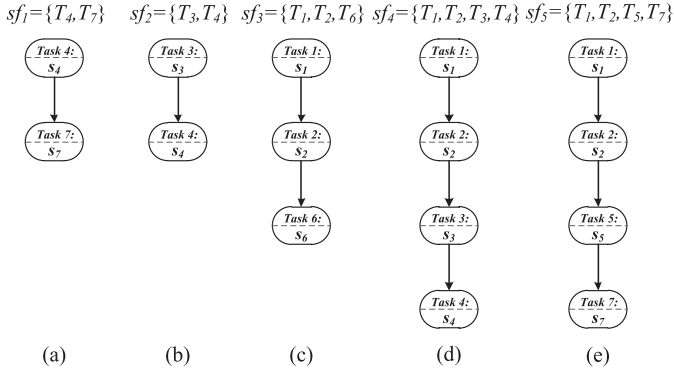 sf₁={T₄,T₇} sf₂={T₃,T₄} sf₃={T₁,T₂,T₆} sf₄={T₁,T₂,T₃,T₄} sf₅={T₁,T₂,T₅,T₇}
Task 4: Task 3: Task 1: Task 1: Task 1:
s₄ s₃ s₁ s₁ s₁
Task 7: Task 4: Task 2: Task 2: Task 2:
s₇ s₄ s₂ s₂ s₂
Task 6: Task 3: Task 5:
s₆ s₃ s₅
Task 4: Task 7:
s₄ s₇
(a) (b) (c) (d) (e)